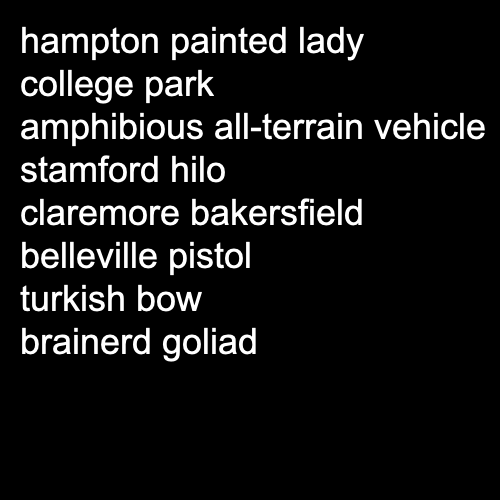 hampton painted lady
college park
amphibious all-terrain vehicle
stamford hilo
claremore bakersfield
belleville pistol
turkish bow
brainerd goliad